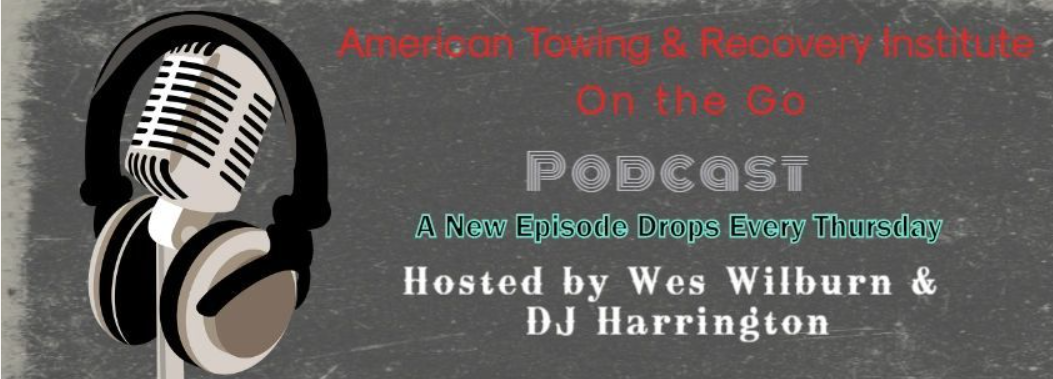 American Towing & Recovery Institute
On the Go
Podcast
A New Episode Drops Every Thursday
Hosted by Wes Wilburn &
DJ Harrington